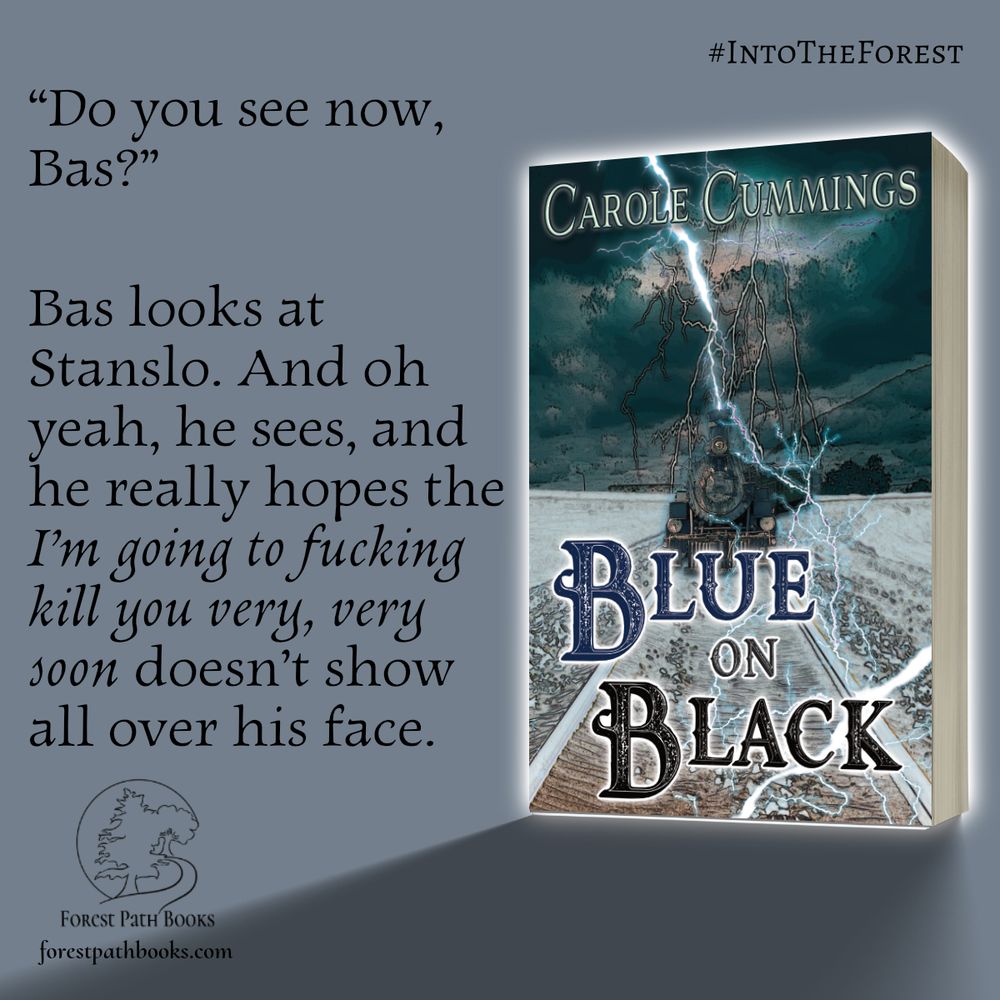 #IntoTheForest
“Do you see now,
Bas?”
Bas looks at
Stanslo. And oh
yeah, he sees, and
he really hopes the
I’m going to fucking
kill you very, very
soon doesn’t show
all over his face.
Carole Cummings
Blue
on
Black
Forest Path Books
forestpathbooks.com